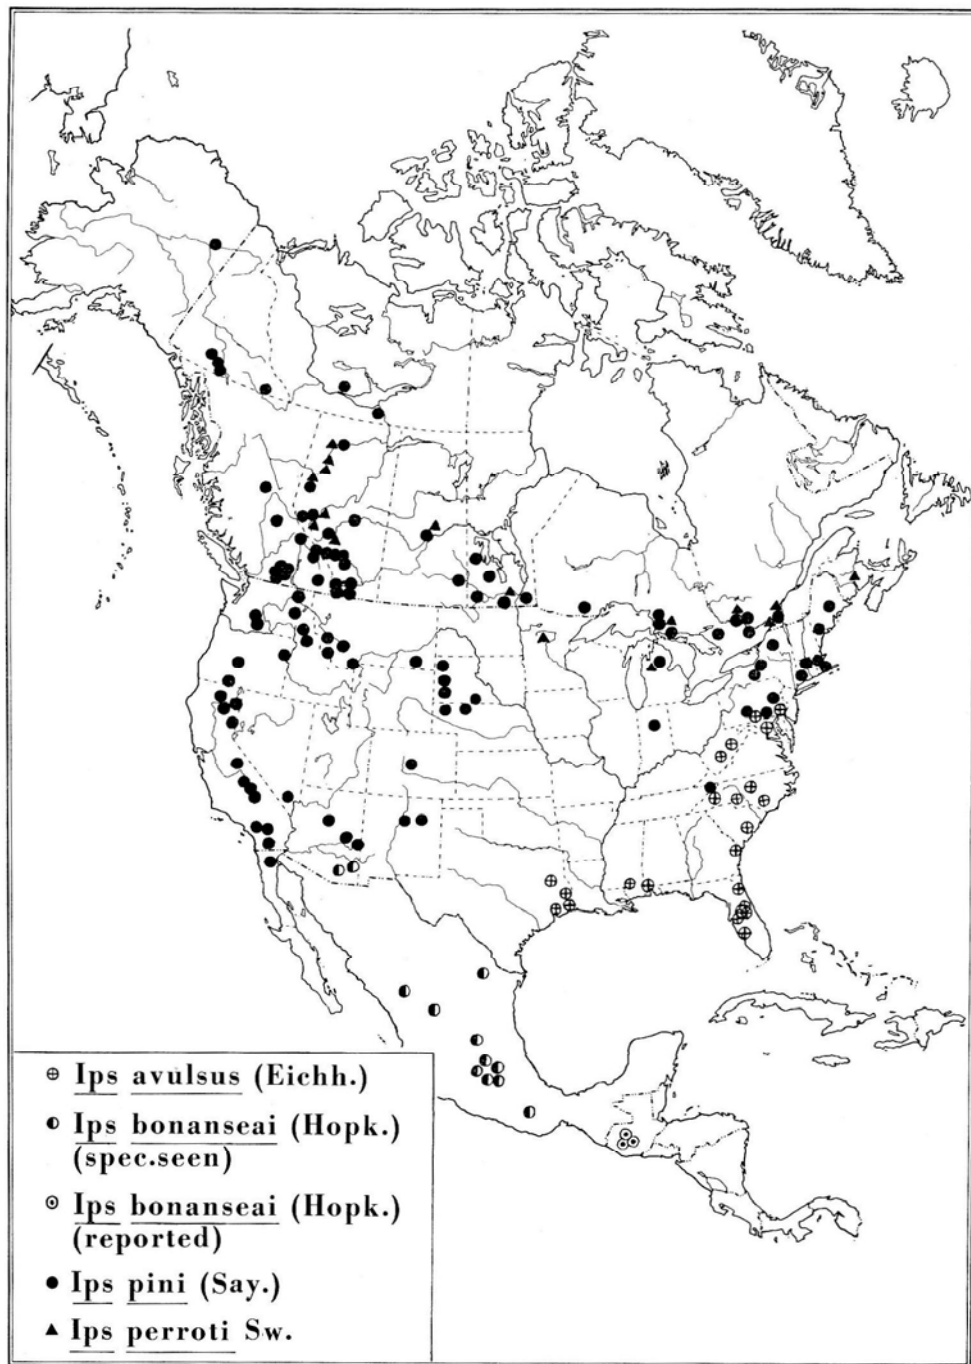 ⊕ Ips avulsus (Eichh.)
◐ Ips bonanseai (Hopk.)
(spec.seen)
⊙ Ips bonanseai (Hopk.)
(reported)
● Ips pini (Say.)
▲ Ips perroti Sw.